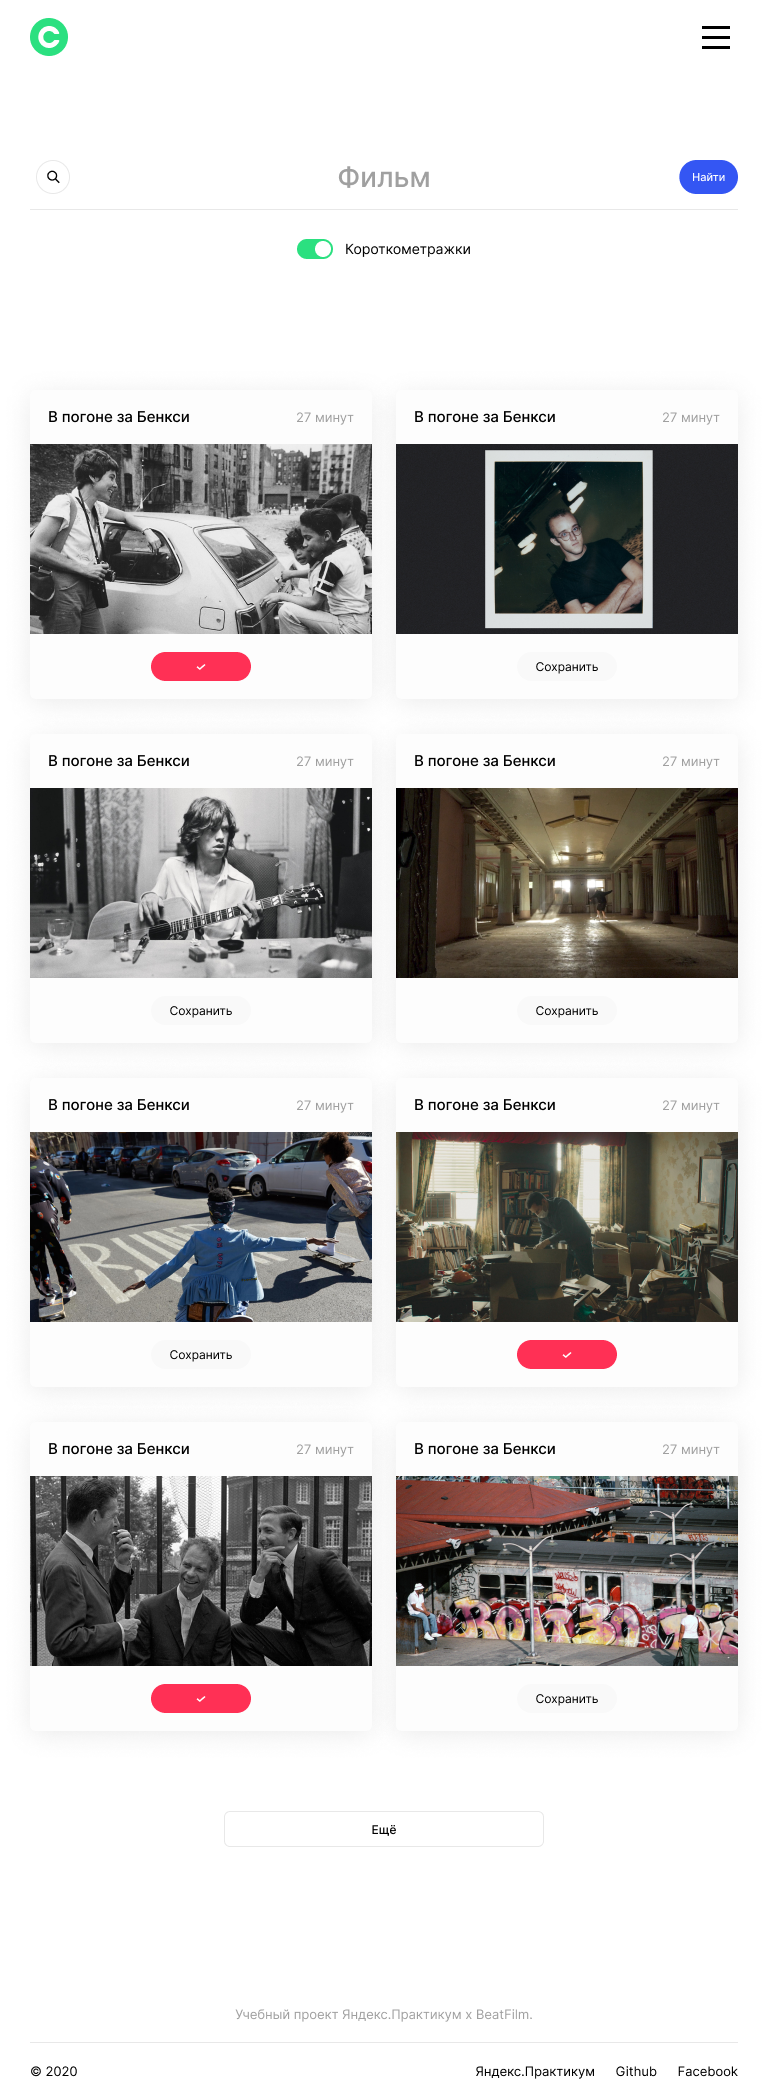 Фильм
Найти
Короткометражки
В погоне за Бенкси 27 минут
В погоне за Бенкси 27 минут
Сохранить
В погоне за Бенкси 27 минут
Сохранить
В погоне за Бенкси 27 минут
Сохранить
В погоне за Бенкси 27 минут
RUN
Сохранить
В погоне за Бенкси 27 минут
В погоне за Бенкси 27 минут
В погоне за Бенкси 27 минут
Сохранить
Ещё
Учебный проект Яндекс.Практикум х BeatFilm.
© 2020 Яндекс.Практикум Github Facebook